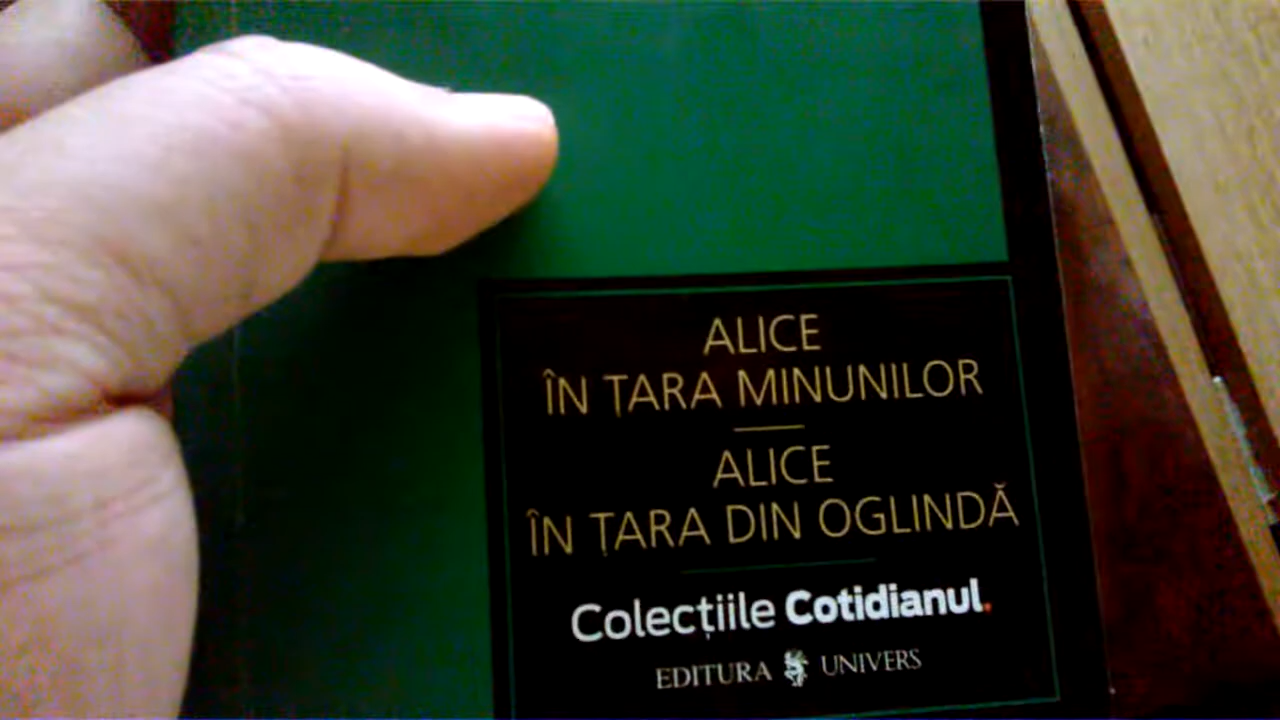 ALICE
ÎN ȚARA MINUNILOR
ALICE
ÎN ȚARA DIN OGLINDĂ
Colecțiile Cotidianul.
EDITURA UNIVERS